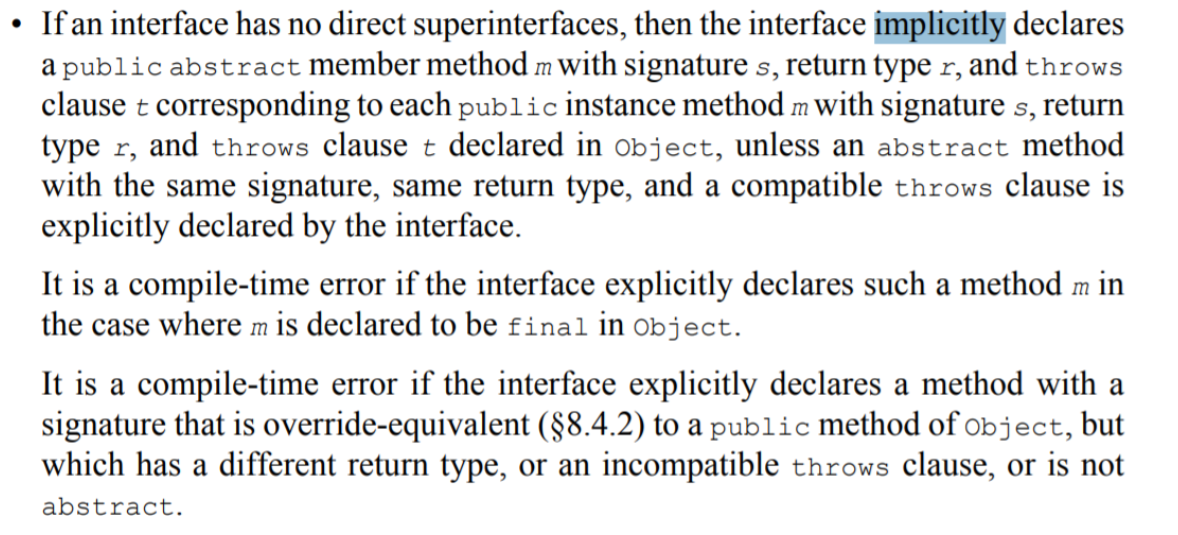 • If an interface has no direct superinterfaces, then the interface implicitly declares
a public abstract member method m with signature s, return type r, and throws
clause t corresponding to each public instance method m with signature s, return
type r, and throws clause t declared in Object, unless an abstract method
with the same signature, same return type, and a compatible throws clause is
explicitly declared by the interface.
It is a compile-time error if the interface explicitly declares such a method m in
the case where m is declared to be final in Object.
It is a compile-time error if the interface explicitly declares a method with a
signature that is override-equivalent (§8.4.2) to a public method of Object, but
which has a different return type, or an incompatible throws clause, or is not
abstract.